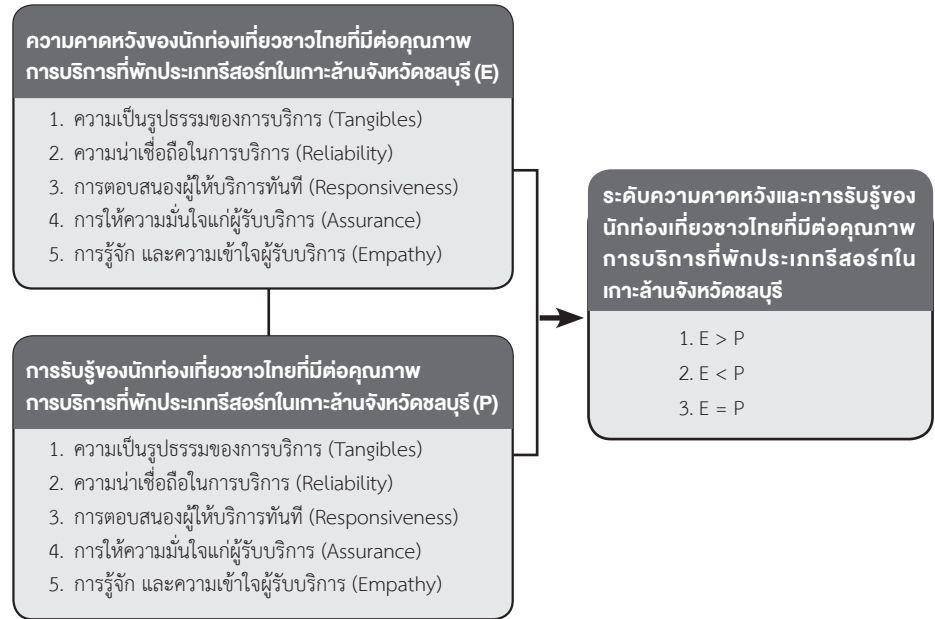 ความคาดหวังของนักท่องเที่ยวชาวไทยที่มีต่อคุณภาพ
การบริการที่พักประเภทรีสอร์ทในเกาะล้านจังหวัดชลบุรี (E)
1. ความเป็นรูปธรรมของการบริการ (Tangibles)
2. ความน่าเชื่อถือในการบริการ (Reliability)
3. การตอบสนองผู้ให้บริการทันที (Responsiveness)
4. การให้ความมั่นใจแก่ผู้รับบริการ (Assurance)
5. การรู้จัก และความเข้าใจผู้รับบริการ (Empathy)
การรับรู้ของนักท่องเที่ยวชาวไทยที่มีต่อคุณภาพ
การบริการที่พักประเภทรีสอร์ทในเกาะล้านจังหวัดชลบุรี (P)
1. ความเป็นรูปธรรมของการบริการ (Tangibles)
2. ความน่าเชื่อถือในการบริการ (Reliability)
3. การตอบสนองผู้ให้บริการทันที (Responsiveness)
4. การให้ความมั่นใจแก่ผู้รับบริการ (Assurance)
5. การรู้จัก และความเข้าใจผู้รับบริการ (Empathy)
ระดับความคาดหวังและการรับรู้ของ
นักท่องเที่ยวชาวไทยที่มีต่อคุณภาพ
การบริการที่พักประเภทรีสอร์ทใน
เกาะล้านจังหวัดชลบุรี
1. E > P
2. E < P
3. E = P